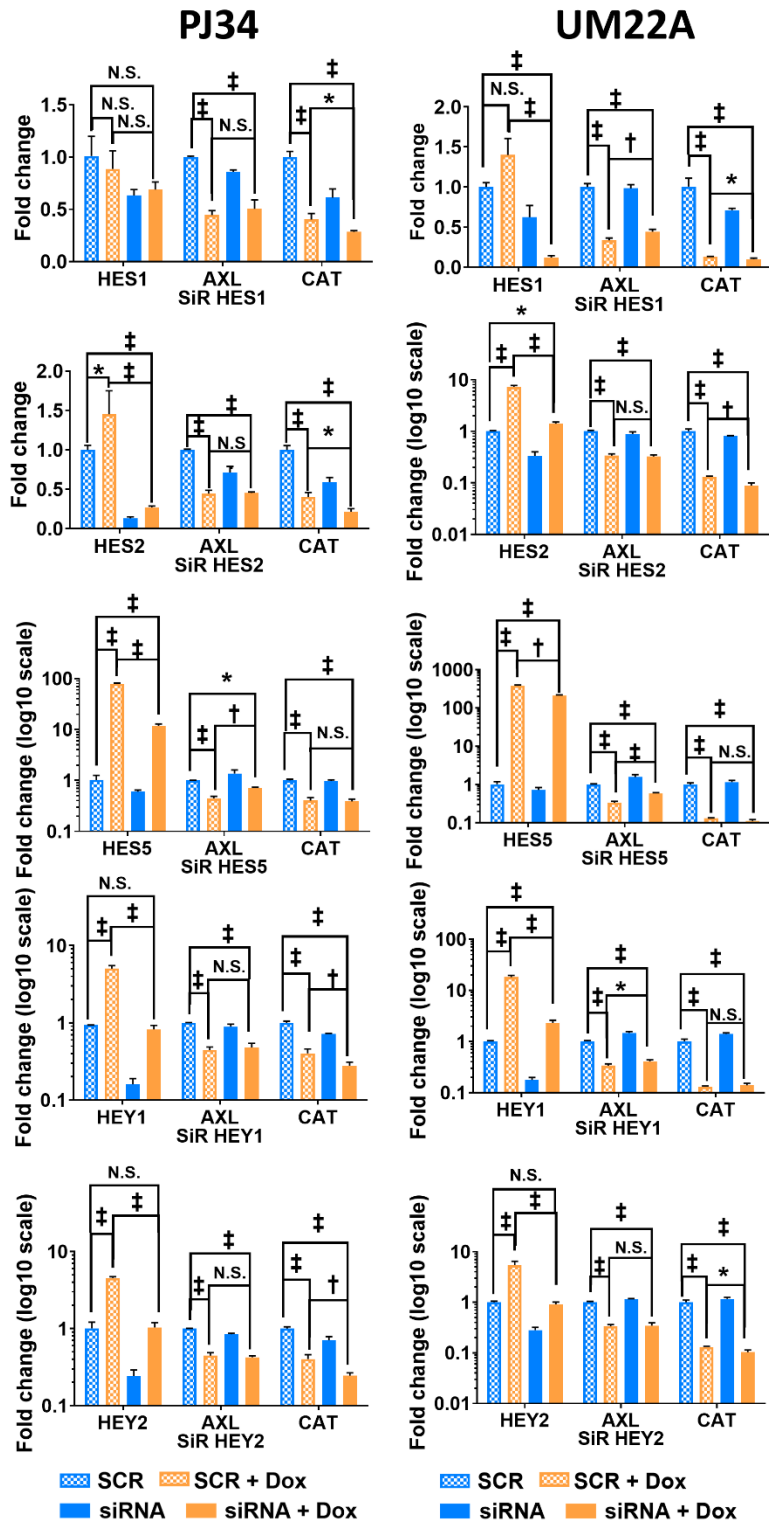 PJ34 UM22A
‡
N.S. ‡ ‡
N.S. ‡ N.S. ‡ *
N.S.
Fold change
1.5
1.0
0.5
0.0
HES1 AXL CAT
SiR HES1
‡
N.S. ‡ ‡ ‡
‡ † ‡ *
Fold change
2.0
1.5
1.0
0.5
0.0
HES1 AXL CAT
SiR HES1
‡
* ‡ ‡ ‡
‡ N.S ‡ *
Fold change
2.0
1.5
1.0
0.5
0.0
HES2 AXL CAT
SiR HES2
*
‡ ‡ ‡ ‡
‡ N.S. ‡ †
Fold change (log10 scale)
10
1
0.1
0.01
HES2 AXL CAT
SiR HES2
‡
‡ ‡ * ‡
‡ † ‡ N.S.
Fold change (log10 scale)
100
10
1
0.1
HES5 AXL CAT
SiR HES5
‡
‡ † ‡ ‡
‡ ‡ ‡ N.S.
Fold change (log10 scale)
1000
100
10
1
0.1
HES5 AXL CAT
SiR HES5
N.S.
‡ ‡ ‡ ‡
‡ N.S. ‡ †
Fold change (log10 scale)
10
1
0.1
HEY1 AXL CAT
SiR HEY1
‡
‡ ‡ ‡ ‡
‡ * ‡ N.S.
Fold change (log10 scale)
100
10
1
0.1
HEY1 AXL CAT
SiR HEY1
N.S.
‡ ‡ ‡ ‡
‡ N.S. ‡ †
Fold change (log10 scale)
10
1
0.1
HEY2 AXL CAT
SiR HEY2
N.S.
‡ ‡ ‡ ‡
‡ N.S. ‡ *
Fold change (log10 scale)
10
1
0.1
0.01
HEY2 AXL CAT
SiR HEY2
SCR SCR + Dox
siRNA siRNA + Dox
SCR SCR + Dox
siRNA siRNA + Dox